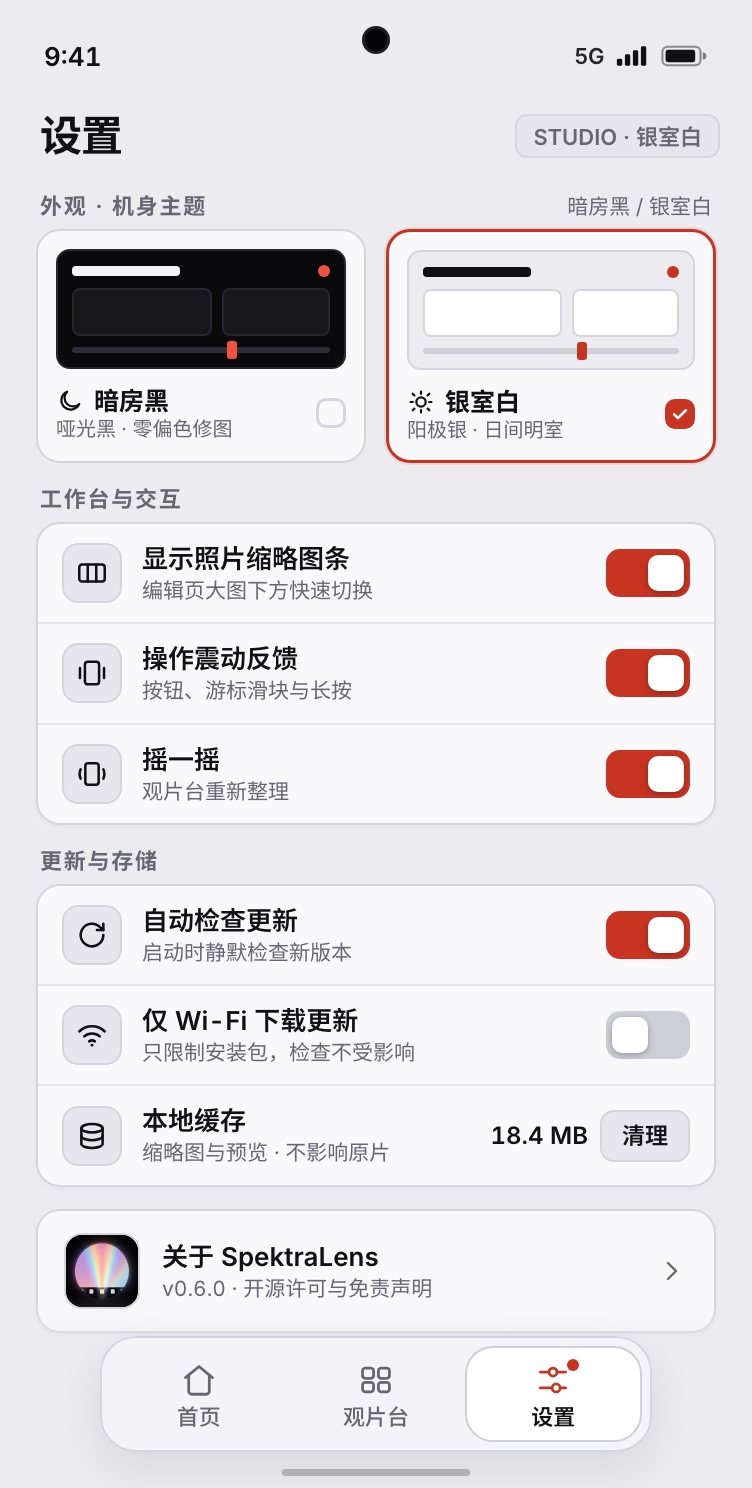 9:41
5G
设置
STUDIO · 银室白
外观 · 机身主题
暗房黑 / 银室白
暗房黑
哑光黑 · 零偏色修图
银室白
阳极银 · 日间明室
工作台与交互
显示照片缩略图条
编辑页大图下方快速切换
操作震动反馈
按钮、游标滑块与长按
摇一摇
观片台重新整理
更新与存储
自动检查更新
启动时静默检查新版本
仅 Wi-Fi 下载更新
只限制安装包，检查不受影响
本地缓存
缩略图与预览 · 不影响原片
18.4 MB
清理
关于 SpektraLens
v0.6.0 · 开源许可与免责声明
首页
观片台
设置